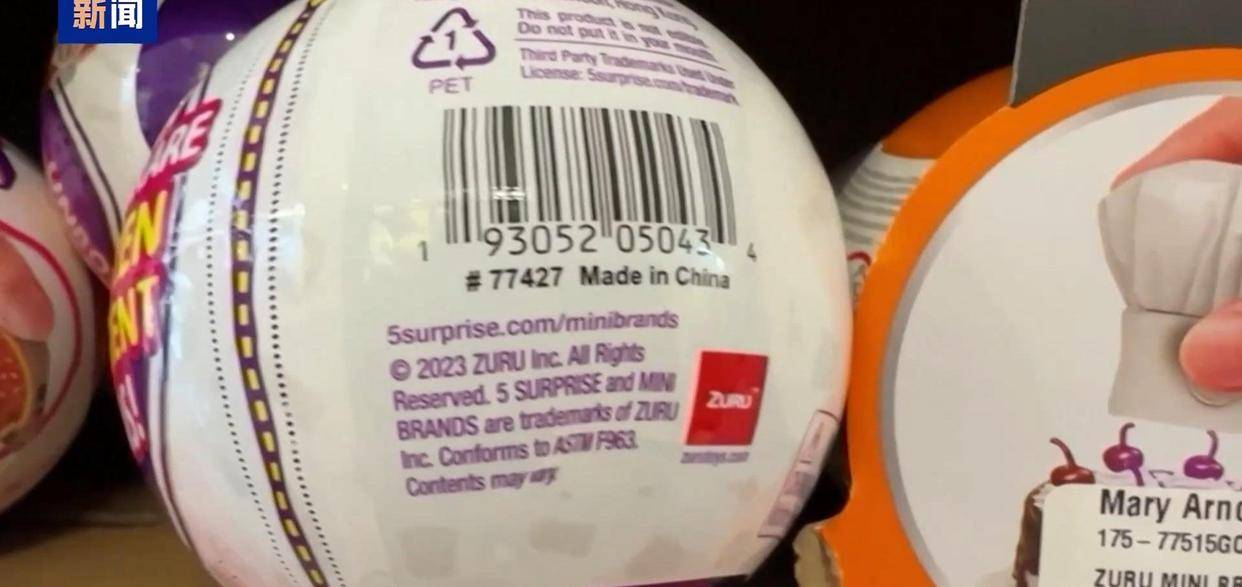 新闻
This product is not edible.
Do not put it in your mouth.
Third Party Trademarks Used Under
License: 5surprise.com/trademark
1
PET
1 93052 05043 4
# 77427 Made in China
5surprise.com/minibrands
© 2023 ZURU Inc. All Rights
Reserved. 5 SURPRISE and MINI
BRANDS are trademarks of ZURU
Inc. Conforms to ASTM F963.
Contents may vary.
ZURU™
zurutoys.com
Mary Arno
175 – 77515GQ
ZURU MINI BR